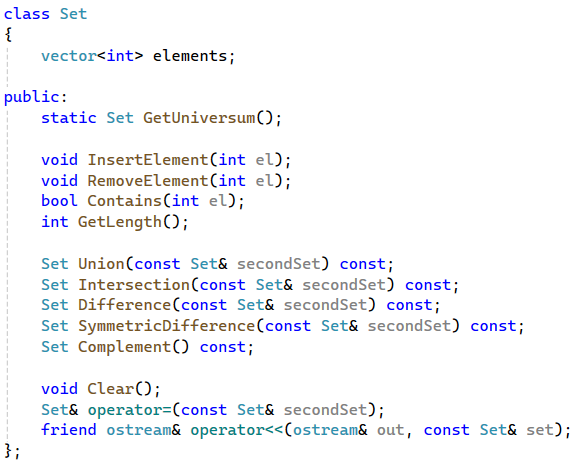 class Set
{
    vector<int> elements;

public:
    static Set GetUniversum();

    void InsertElement(int el);
    void RemoveElement(int el);
    bool Contains(int el);
    int GetLength();

    Set Union(const Set& secondSet) const;
    Set Intersection(const Set& secondSet) const;
    Set Difference(const Set& secondSet) const;
    Set SymmetricDifference(const Set& secondSet) const;
    Set Complement() const;

    void Clear();
    Set& operator=(const Set& secondSet);
    friend ostream& operator<<(ostream& out, const Set& set);
};